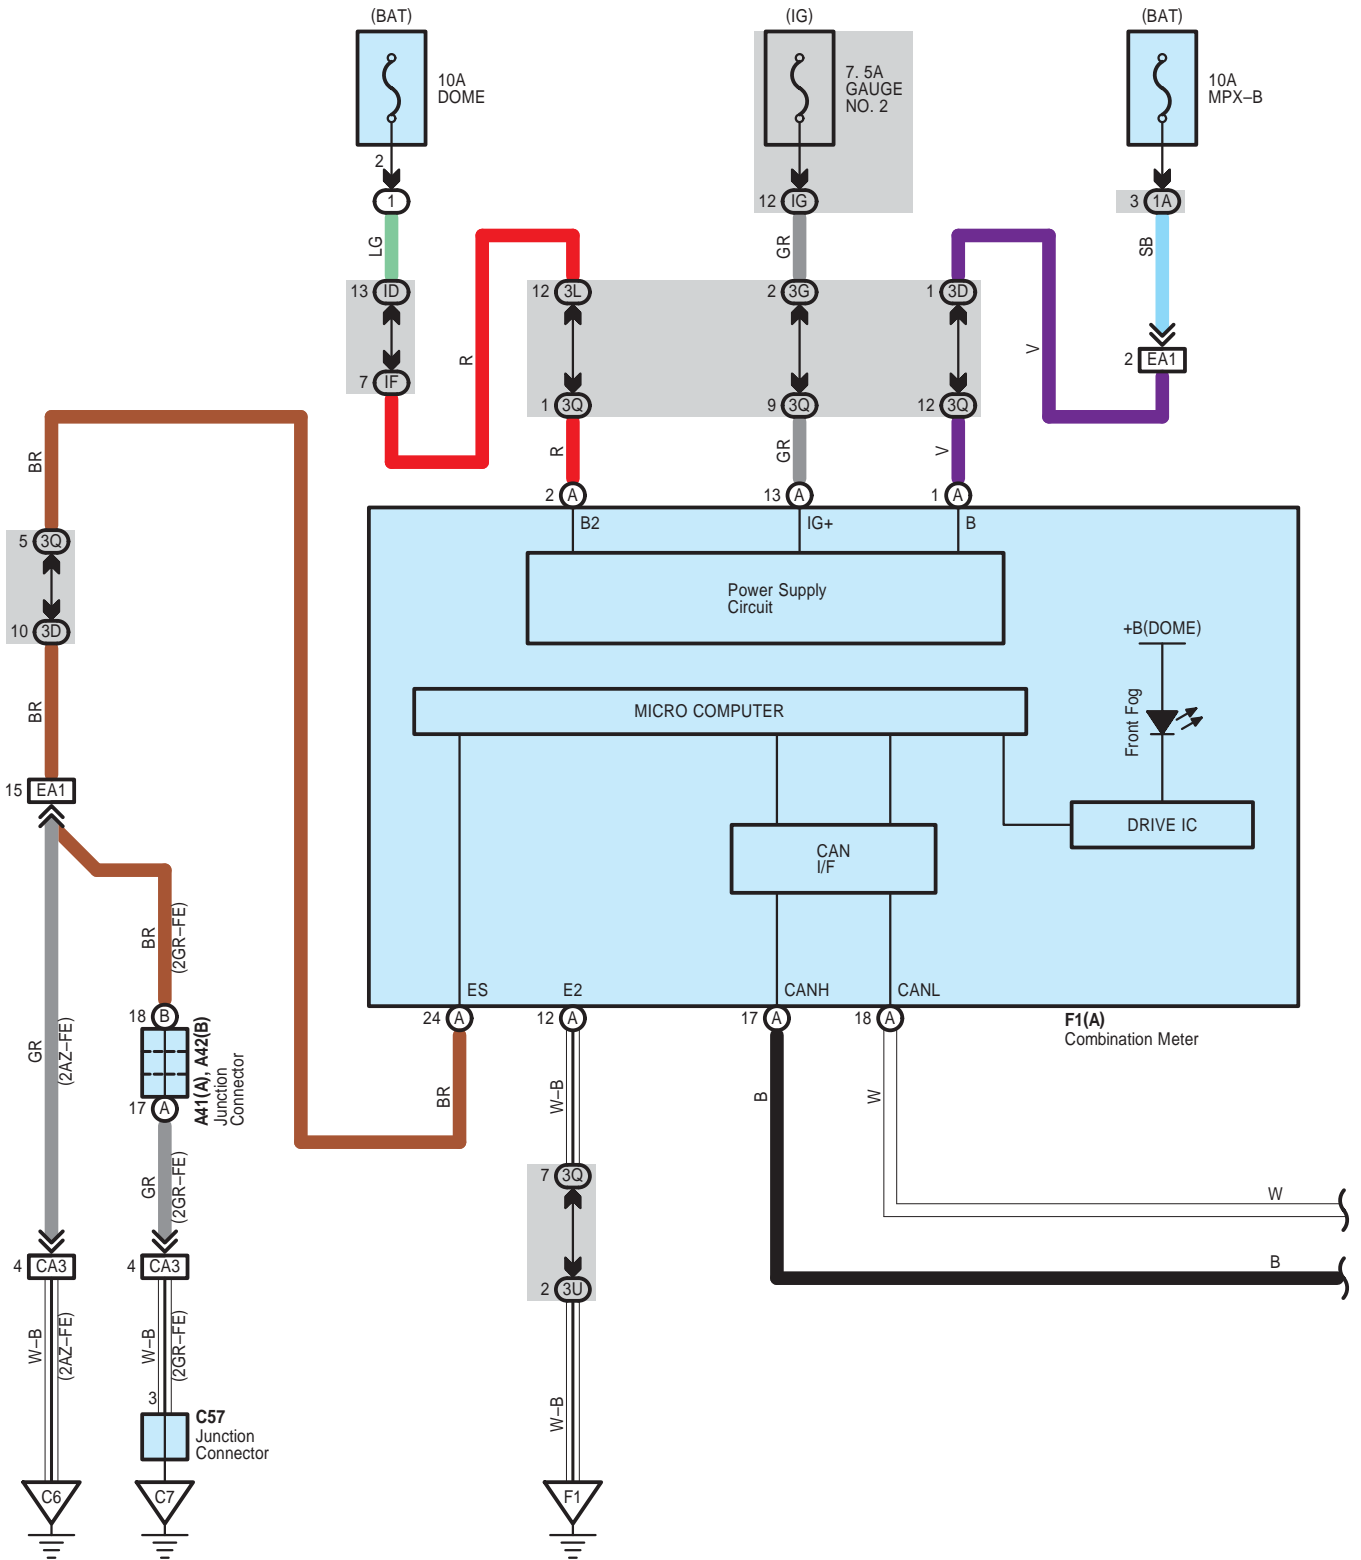 (BAT)
(IG)
(BAT)
10A
DOME
7. 5A
GAUGE
NO. 2
10A
MPX–B
2
1
12 IG
3 1A
LG
GR
SB
13 ID
12 3L
2 3G
1 3D
R
V
2 EA1
7 IF
1 3Q
9 3Q
12 3Q
BR
R
GR
V
2 A
13 A
1 A
B2
IG+
B
5 3Q
Power Supply
Circuit
10 3D
+B(DOME)
BR
MICRO COMPUTER
Front Fog
15 EA1
DRIVE IC
CAN
I/F
BR
(2GR–FE)
ES
E2
CANH
CANL
18 B
24 A
12 A
17 A
18 A
F1(A)
Combination Meter
GR
(2AZ–FE)
A41(A), A42(B)
Junction
Connector
17 A
BR
W–B
B
W
7 3Q
GR
(2GR–FE)
W
4 CA3
4 CA3
B
2 3U
W–B
(2AZ–FE)
W–B
(2GR–FE)
3
W–B
C57
Junction
Connector
C6
C7
F1